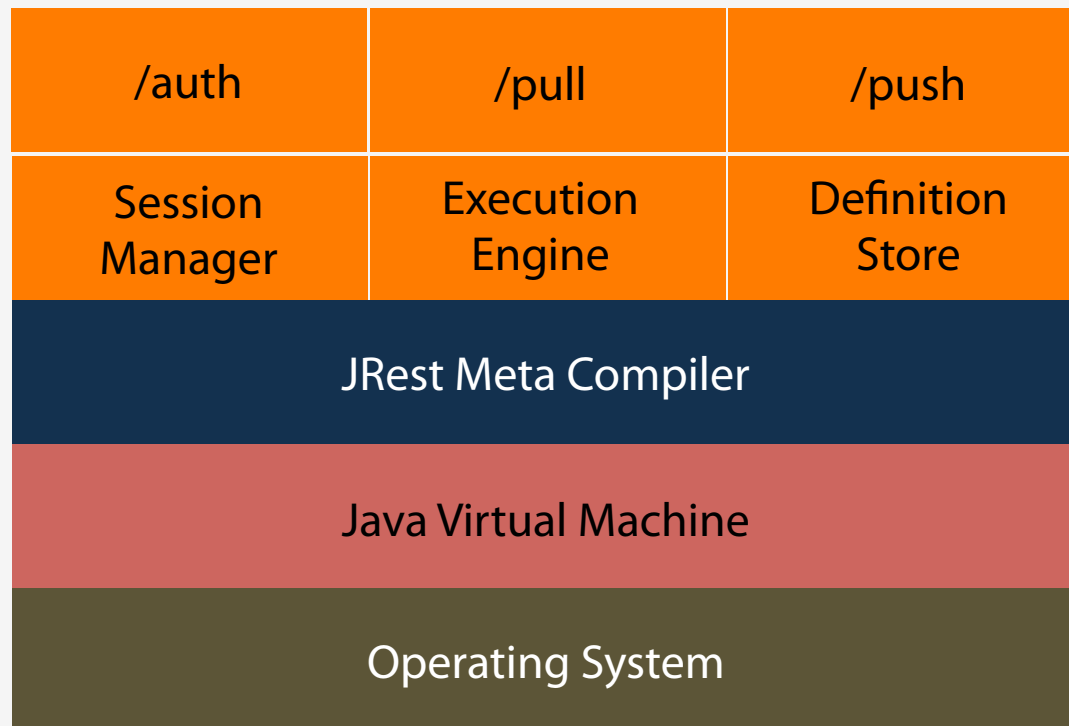 /auth
/pull
/push
Session
Manager
Execution
Engine
Definition
Store
JRest Meta Compiler
Java Virtual Machine
Operating System